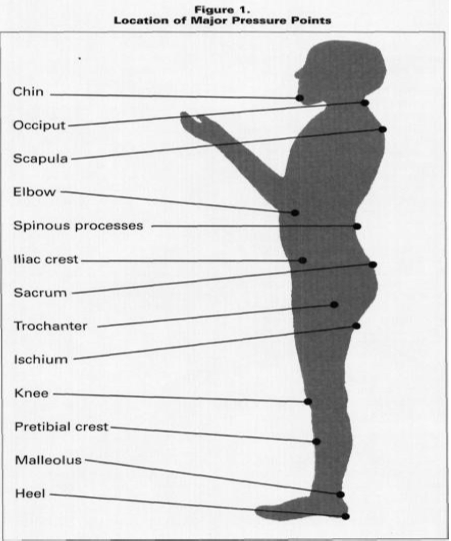 Figure 1.
Location of Major Pressure Points
Chin
Occiput
Scapula
Elbow
Spinous processes
Iliac crest
Sacrum
Trochanter
Ischium
Knee
Pretibial crest
Malleolus
Heel